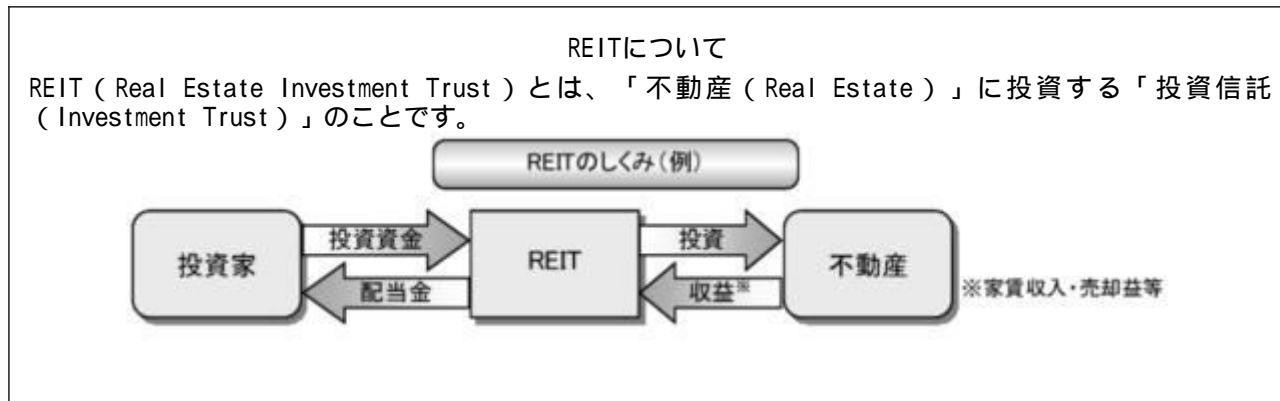 REITについて
REIT(Real Estate Investment Trust)とは、「不動産(Real Estate)」に投資する「投資信託
(Investment Trust)」のことです。
REITのしくみ(例)
投資家
投資資金
配当金
REIT
投資
収益※
不動産
※家賃収入・売却益等